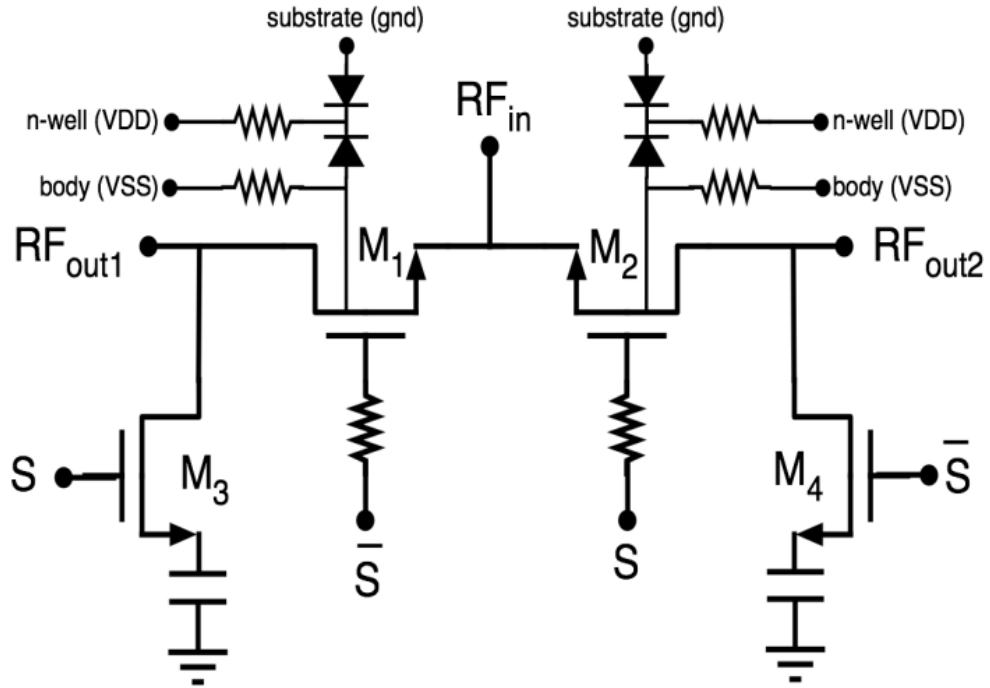 substrate (gnd)
substrate (gnd)
RFin
n-well (VDD)
n-well (VDD)
body (VSS)
body (VSS)
RFout1
M1
M2
RFout2
S
M3
M4
S̅
S̅
S